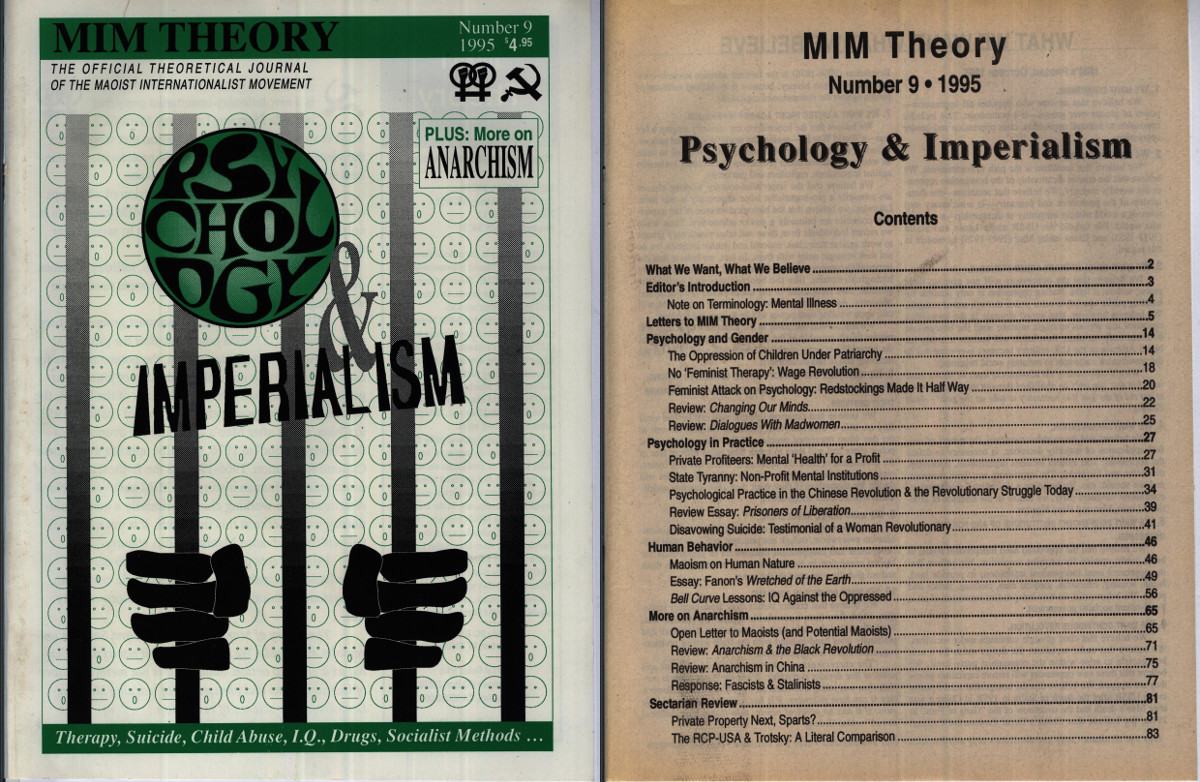 MIM THEORY
Number 9
1995 $4.95
THE OFFICIAL THEORETICAL JOURNAL
OF THE MAOIST INTERNATIONALIST MOVEMENT
PLUS: More on
ANARCHISM
PSY
CHOL
OGY
&
IMPERIALISM
Therapy, Suicide, Child Abuse, I.Q., Drugs, Socialist Methods ...
MIM Theory
Number 9 • 1995
Psychology & Imperialism
Contents
What We Want, What We Believe 2
Editor's Introduction 3
Note on Terminology: Mental Illness 4
Letters to MIM Theory 5
Psychology and Gender 14
The Oppression of Children Under Patriarchy 14
No 'Feminist Therapy': Wage Revolution 18
Feminist Attack on Psychology: Redstockings Made It Half Way 20
Review: Changing Our Minds 22
Review: Dialogues With Madwomen 25
Psychology in Practice 27
Private Profiteers: Mental 'Health' for a Profit 27
State Tyranny: Non-Profit Mental Institutions 31
Psychological Practice in the Chinese Revolution & the Revolutionary Struggle Today 34
Review Essay: Prisoners of Liberation 39
Disavowing Suicide: Testimonial of a Woman Revolutionary 41
Human Behavior 46
Maoism on Human Nature 46
Essay: Fanon's Wretched of the Earth 49
Bell Curve Lessons: IQ Against the Oppressed 56
More on Anarchism 65
Open Letter to Maoists (and Potential Maoists) 65
Review: Anarchism & the Black Revolution 71
Review: Anarchism in China 75
Response: Fascists & Stalinists 77
Sectarian Review 81
Private Property Next, Sparts? 81
The RCP-USA & Trotsky: A Literal Comparison 83